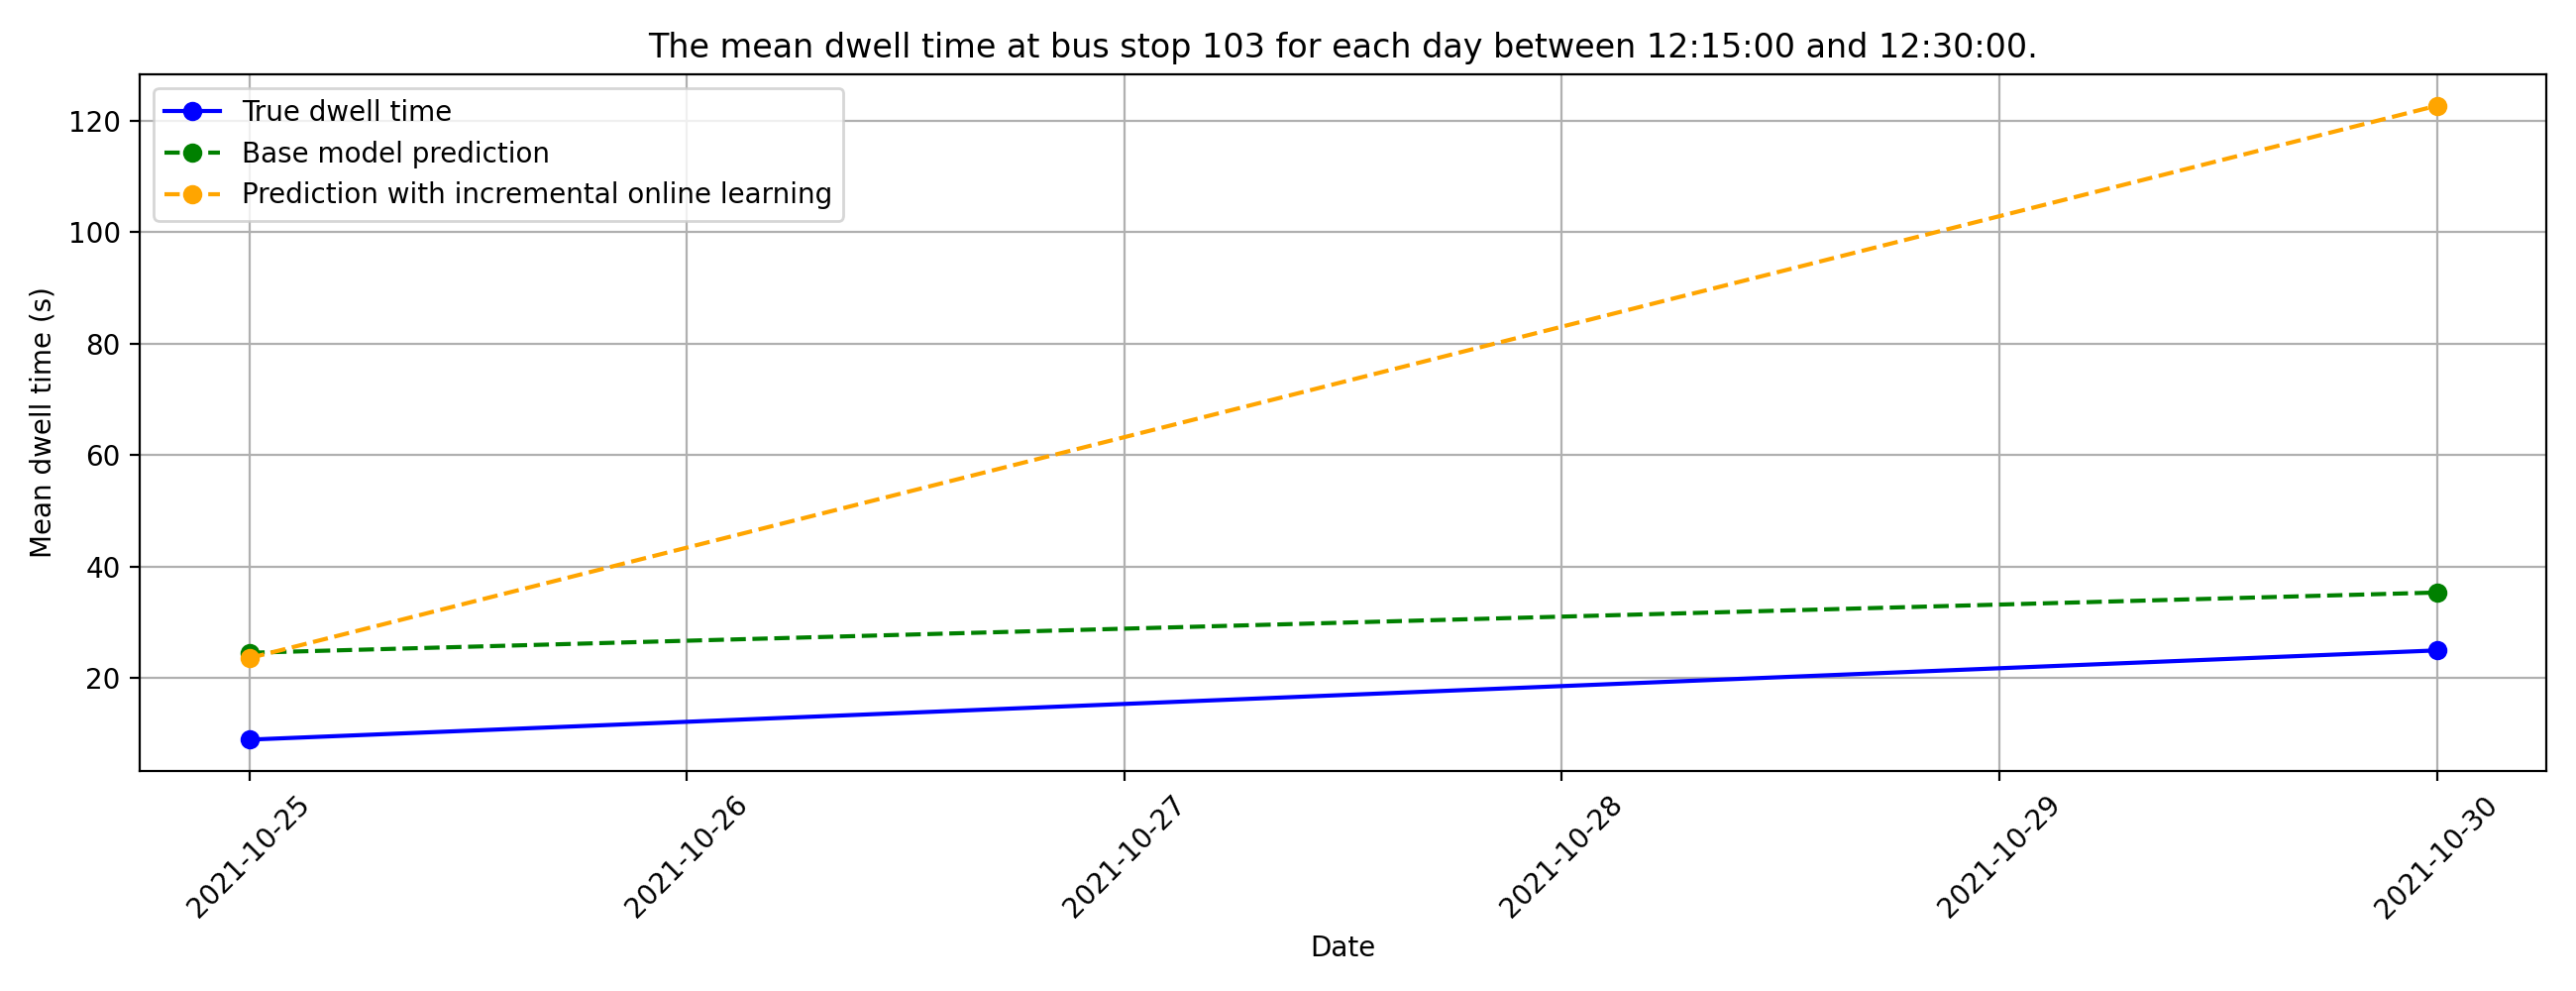 The mean dwell time at bus stop 103 for each day between 12:15:00 and 12:30:00.
True dwell time
Base model prediction
Prediction with incremental online learning
Mean dwell time (s)
120
100
80
60
40
20
2021-10-25
2021-10-26
2021-10-27
2021-10-28
2021-10-29
2021-10-30
Date